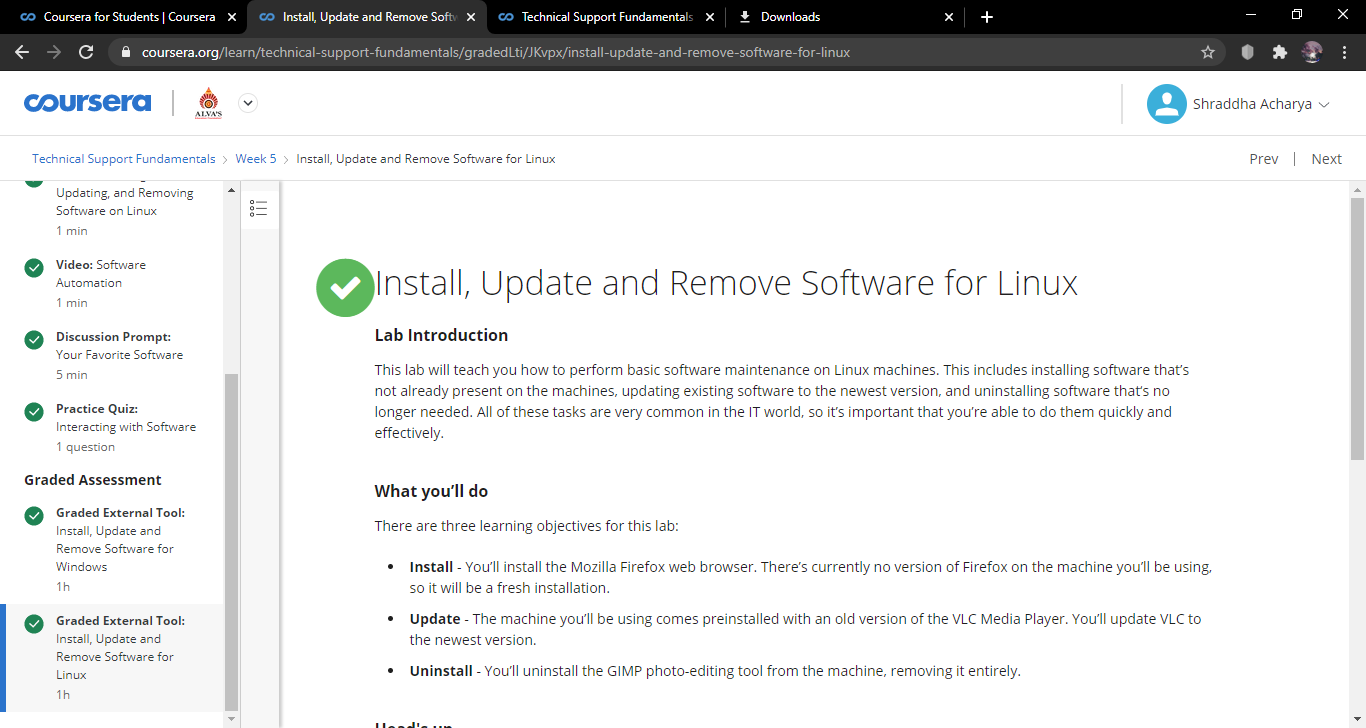 Coursera for Students | Coursera
Install, Update and Remove Softw
Technical Support Fundamentals
Downloads
coursera.org/learn/technical-support-fundamentals/gradedLti/JKvpx/install-update-and-remove-software-for-linux
coursera
ALVA'S
Shraddha Acharya
Technical Support Fundamentals > Week 5 > Install, Update and Remove Software for Linux
Prev | Next
Updating, and Removing
Software on Linux
1 min
Video: Software
Automation
1 min
Discussion Prompt:
Your Favorite Software
5 min
Practice Quiz:
Interacting with Software
1 question
Graded Assessment
Graded External Tool:
Install, Update and
Remove Software for
Windows
1h
Graded External Tool:
Install, Update and
Remove Software for
Linux
1h
Install, Update and Remove Software for Linux
Lab Introduction
This lab will teach you how to perform basic software maintenance on Linux machines. This includes installing software that's
not already present on the machines, updating existing software to the newest version, and uninstalling software that's no
longer needed. All of these tasks are very common in the IT world, so it's important that you're able to do them quickly and
effectively.
What you'll do
There are three learning objectives for this lab:
• Install - You'll install the Mozilla Firefox web browser. There's currently no version of Firefox on the machine you'll be using,
so it will be a fresh installation.
• Update - The machine you'll be using comes preinstalled with an old version of the VLC Media Player. You'll update VLC to
the newest version.
• Uninstall - You'll uninstall the GIMP photo-editing tool from the machine, removing it entirely.